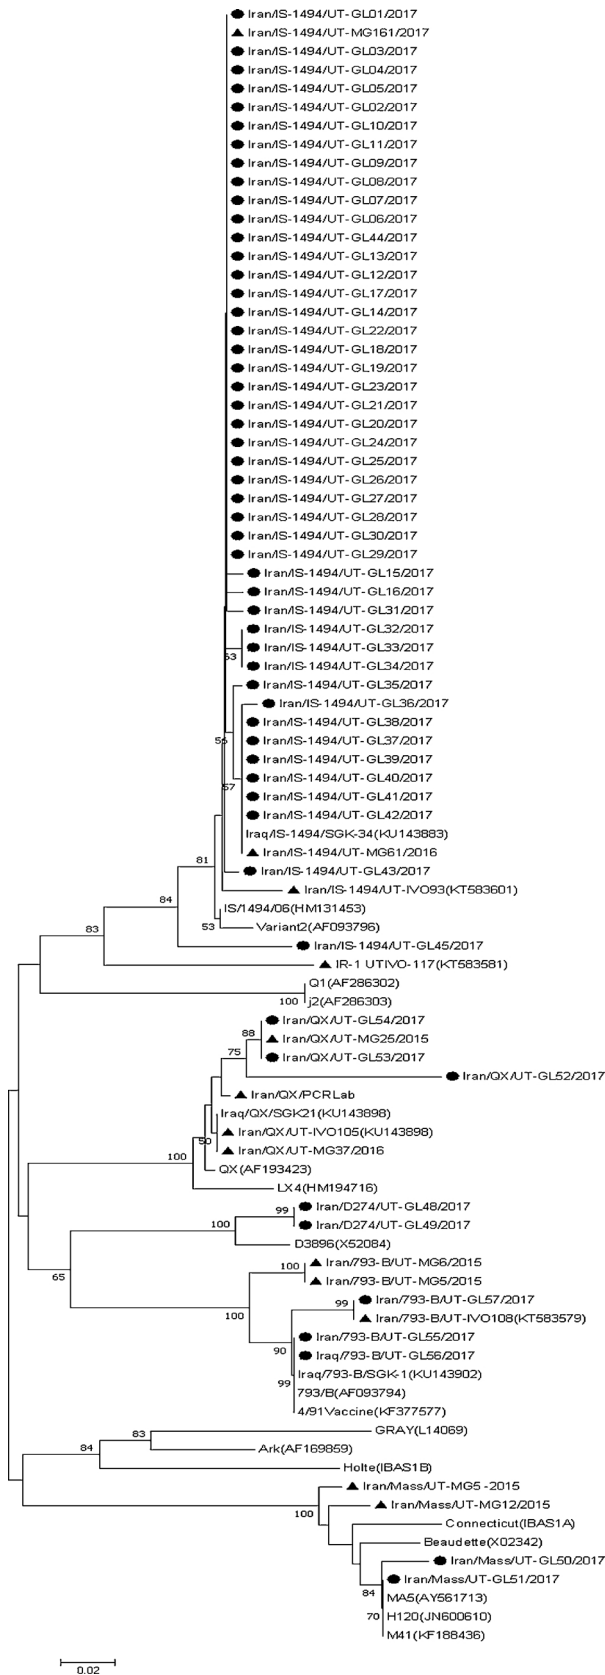 Iran/IS-1494/UT-GL01/2017
Iran/IS-1494/UT-MG161/2017
Iran/IS-1494/UT-GL03/2017
Iran/IS-1494/UT-GL04/2017
Iran/IS-1494/UT-GL05/2017
Iran/IS-1494/UT-GL02/2017
Iran/IS-1494/UT-GL10/2017
Iran/IS-1494/UT-GL11/2017
Iran/IS-1494/UT-GL09/2017
Iran/IS-1494/UT-GL08/2017
Iran/IS-1494/UT-GL07/2017
Iran/IS-1494/UT-GL06/2017
Iran/IS-1494/UT-GL44/2017
Iran/IS-1494/UT-GL13/2017
Iran/IS-1494/UT-GL12/2017
Iran/IS-1494/UT-GL17/2017
Iran/IS-1494/UT-GL14/2017
Iran/IS-1494/UT-GL22/2017
Iran/IS-1494/UT-GL18/2017
Iran/IS-1494/UT-GL19/2017
Iran/IS-1494/UT-GL23/2017
Iran/IS-1494/UT-GL21/2017
Iran/IS-1494/UT-GL20/2017
Iran/IS-1494/UT-GL24/2017
Iran/IS-1494/UT-GL25/2017
Iran/IS-1494/UT-GL26/2017
Iran/IS-1494/UT-GL27/2017
Iran/IS-1494/UT-GL28/2017
Iran/IS-1494/UT-GL30/2017
Iran/IS-1494/UT-GL29/2017
Iran/IS-1494/UT-GL15/2017
Iran/IS-1494/UT-GL16/2017
Iran/IS-1494/UT-GL31/2017
Iran/IS-1494/UT-GL32/2017
Iran/IS-1494/UT-GL33/2017
53
Iran/IS-1494/UT-GL34/2017
Iran/IS-1494/UT-GL35/2017
Iran/IS-1494/UT-GL36/2017
Iran/IS-1494/UT-GL38/2017
56
Iran/IS-1494/UT-GL37/2017
Iran/IS-1494/UT-GL39/2017
Iran/IS-1494/UT-GL40/2017
57
Iran/IS-1494/UT-GL41/2017
Iran/IS-1494/UT-GL42/2017
Iraq/IS-1494/SGK-34(KU143883)
Iran/IS-1494/UT-MG61/2016
81
Iran/IS-1494/UT-GL43/2017
Iran/IS-1494/UT-IVO93(KT583601)
84
IS/1494/06(HM131453)
53
Variant2(AF093796)
83
Iran/IS-1494/UT-GL45/2017
IR-1 UTIVO-117(KT583581)
Q1(AF286302)
100
j2(AF286303)
Iran/QX/UT-GL54/2017
88
Iran/QX/UT-MG25/2015
75
Iran/QX/UT-GL53/2017
Iran/QX/UT-GL52/2017
Iran/QX/PCRLab
Iraq/QX/SGK21(KU143898)
Iran/QX/UT-IVO105(KU143898)
50
Iran/QX/UT-MG37/2016
100
QX(AF193423)
LX4(HM194716)
99
Iran/D274/UT-GL48/2017
100
Iran/D274/UT-GL49/2017
D3896(X52084)
100
Iran/793-B/UT-MG6/2015
65
Iran/793-B/UT-MG5/2015
99
Iran/793-B/UT-GL57/2017
100
Iran/793-B/UT-IVO108(KT583579)
Iran/793-B/UT-GL55/2017
90
Iraq/793-B/UT-GL56/2017
99
Iraq/793-B/SGK-1(KU143902)
793/B(AF093794)
4/91Vaccine(KF377577)
83
GRAY(L14069)
84
Ark(AF169859)
Holte(IBAS1B)
Iran/Mass/UT-MG5-2015
Iran/Mass/UT-MG12/2015
100
Connecticut(IBAS1A)
Beaudette(X02342)
Iran/Mass/UT-GL50/2017
Iran/Mass/UT-GL51/2017
84
MA5(AY561713)
70
H120(JN600610)
M41(KF188436)
0.02